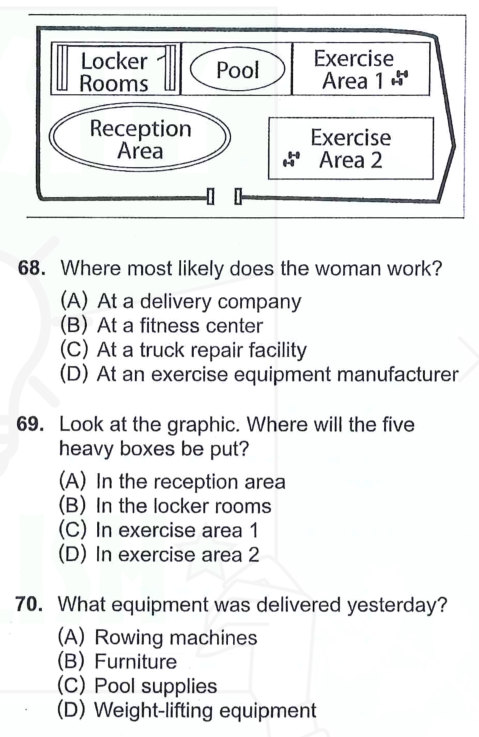 Locker
Rooms
Pool
Exercise
Area 1
Reception
Area
Exercise
Area 2
68. Where most likely does the woman work?
(A) At a delivery company
(B) At a fitness center
(C) At a truck repair facility
(D) At an exercise equipment manufacturer
69. Look at the graphic. Where will the five
heavy boxes be put?
(A) In the reception area
(B) In the locker rooms
(C) In exercise area 1
(D) In exercise area 2
70. What equipment was delivered yesterday?
(A) Rowing machines
(B) Furniture
(C) Pool supplies
(D) Weight-lifting equipment